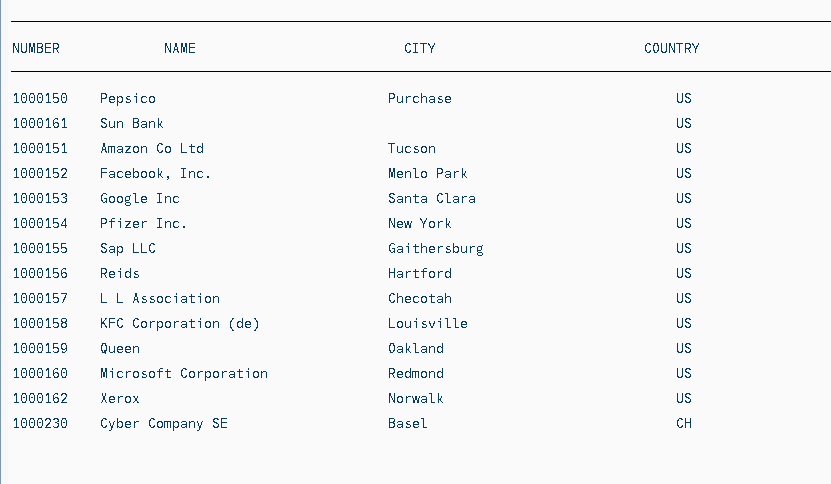 NUMBER NAME CITY COUNTRY
1000150 Pepsico Purchase US
1000161 Sun Bank US
1000151 Amazon Co Ltd Tucson US
1000152 Facebook, Inc. Menlo Park US
1000153 Google Inc Santa Clara US
1000154 Pfizer Inc. New York US
1000155 Sap LLC Gaithersburg US
1000156 Reids Hartford US
1000157 L L Association Checotah US
1000158 KFC Corporation (de) Louisville US
1000159 Queen Oakland US
1000160 Microsoft Corporation Redmond US
1000162 Xerox Norwalk US
1000230 Cyber Company SE Basel CH